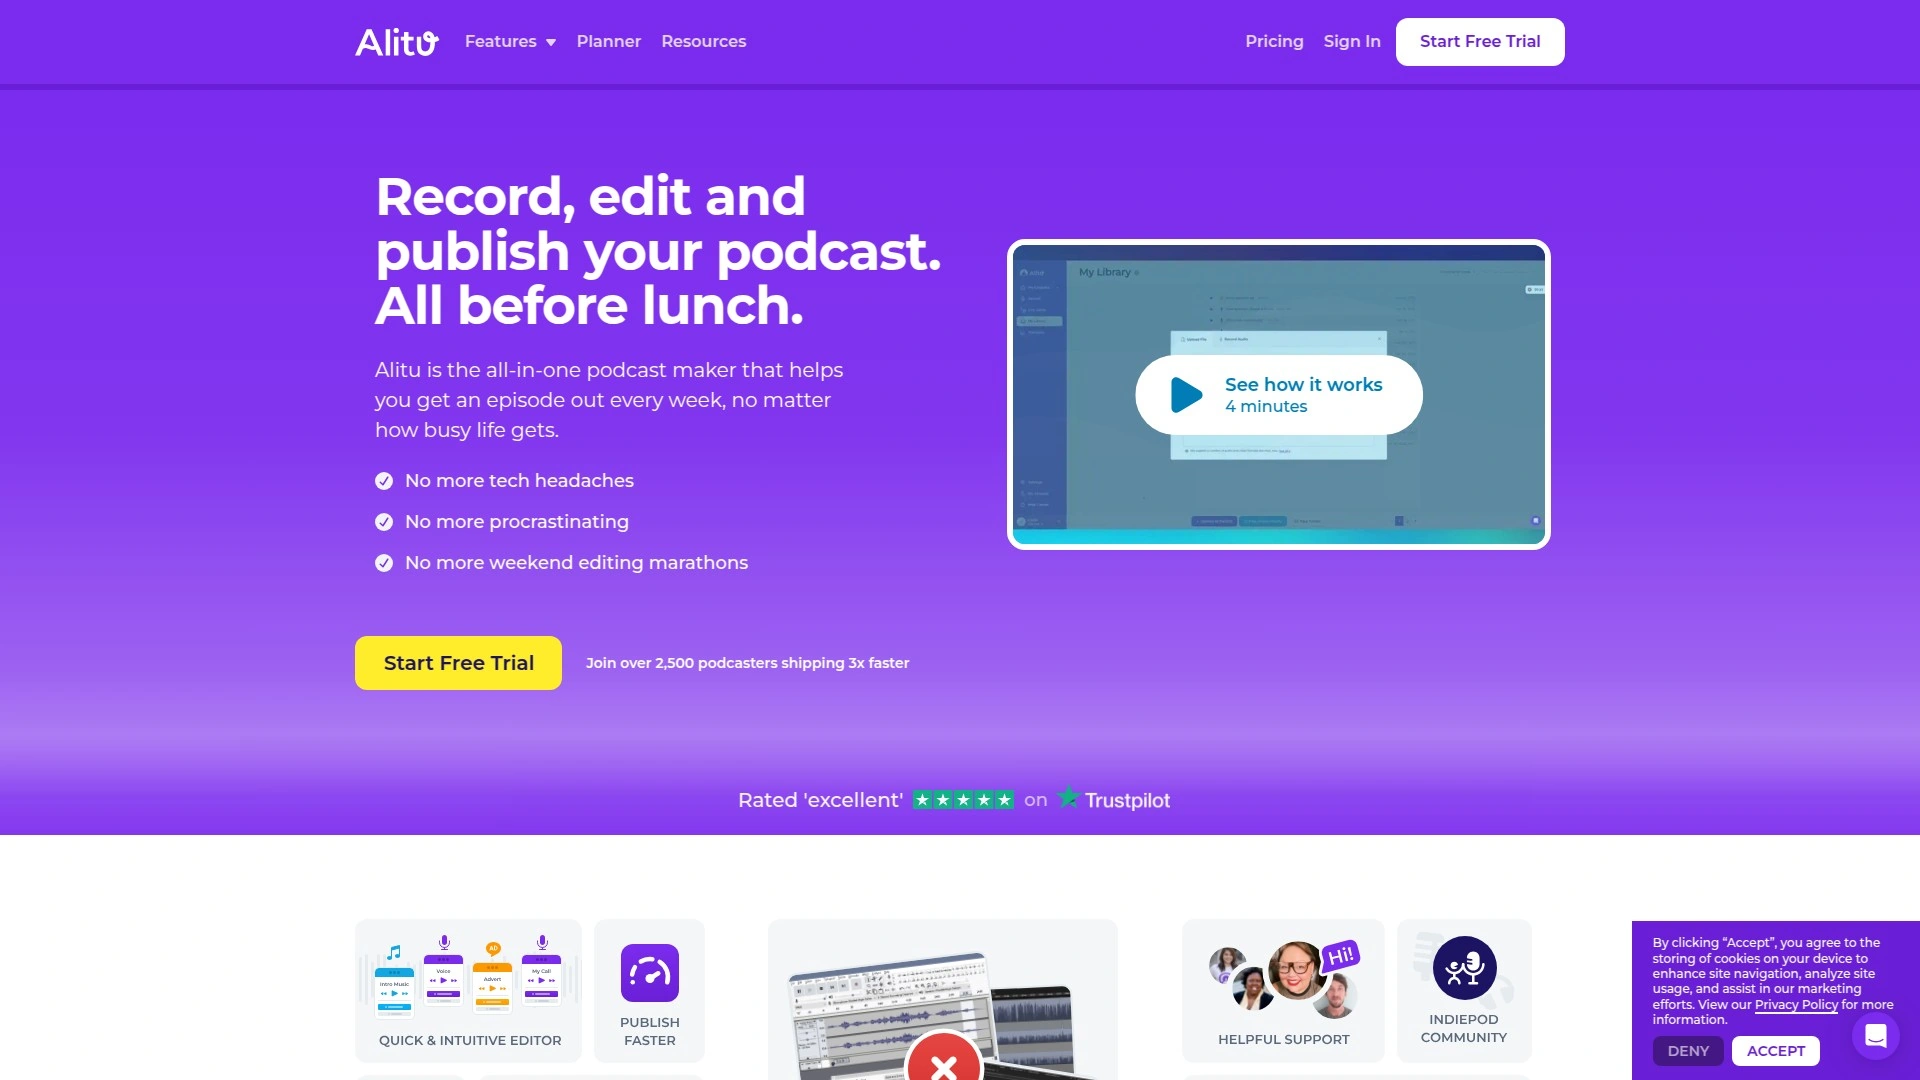 Alitu
Features
Planner
Resources
Pricing
Sign In
Start Free Trial
Record, edit and
publish your podcast.
All before lunch.
Alitu is the all-in-one podcast maker that helps
you get an episode out every week, no matter
how busy life gets.
No more tech headaches
No more procrastinating
No more weekend editing marathons
My Library
Upload File
Record Audio
See how it works
4 minutes
Start Free Trial
Join over 2,500 podcasters shipping 3x faster
Rated 'excellent'
on
Trustpilot
Intro Music
Voice
AD
Advert
My Call
QUICK & INTUITIVE EDITOR
PUBLISH
FASTER
Hi!
HELPFUL SUPPORT
INDIEPOD
COMMUNITY
By clicking “Accept”, you agree to the
storing of cookies on your device to
enhance site navigation, analyze site
usage, and assist in our marketing
efforts. View our Privacy Policy for more
information.
DENY
ACCEPT